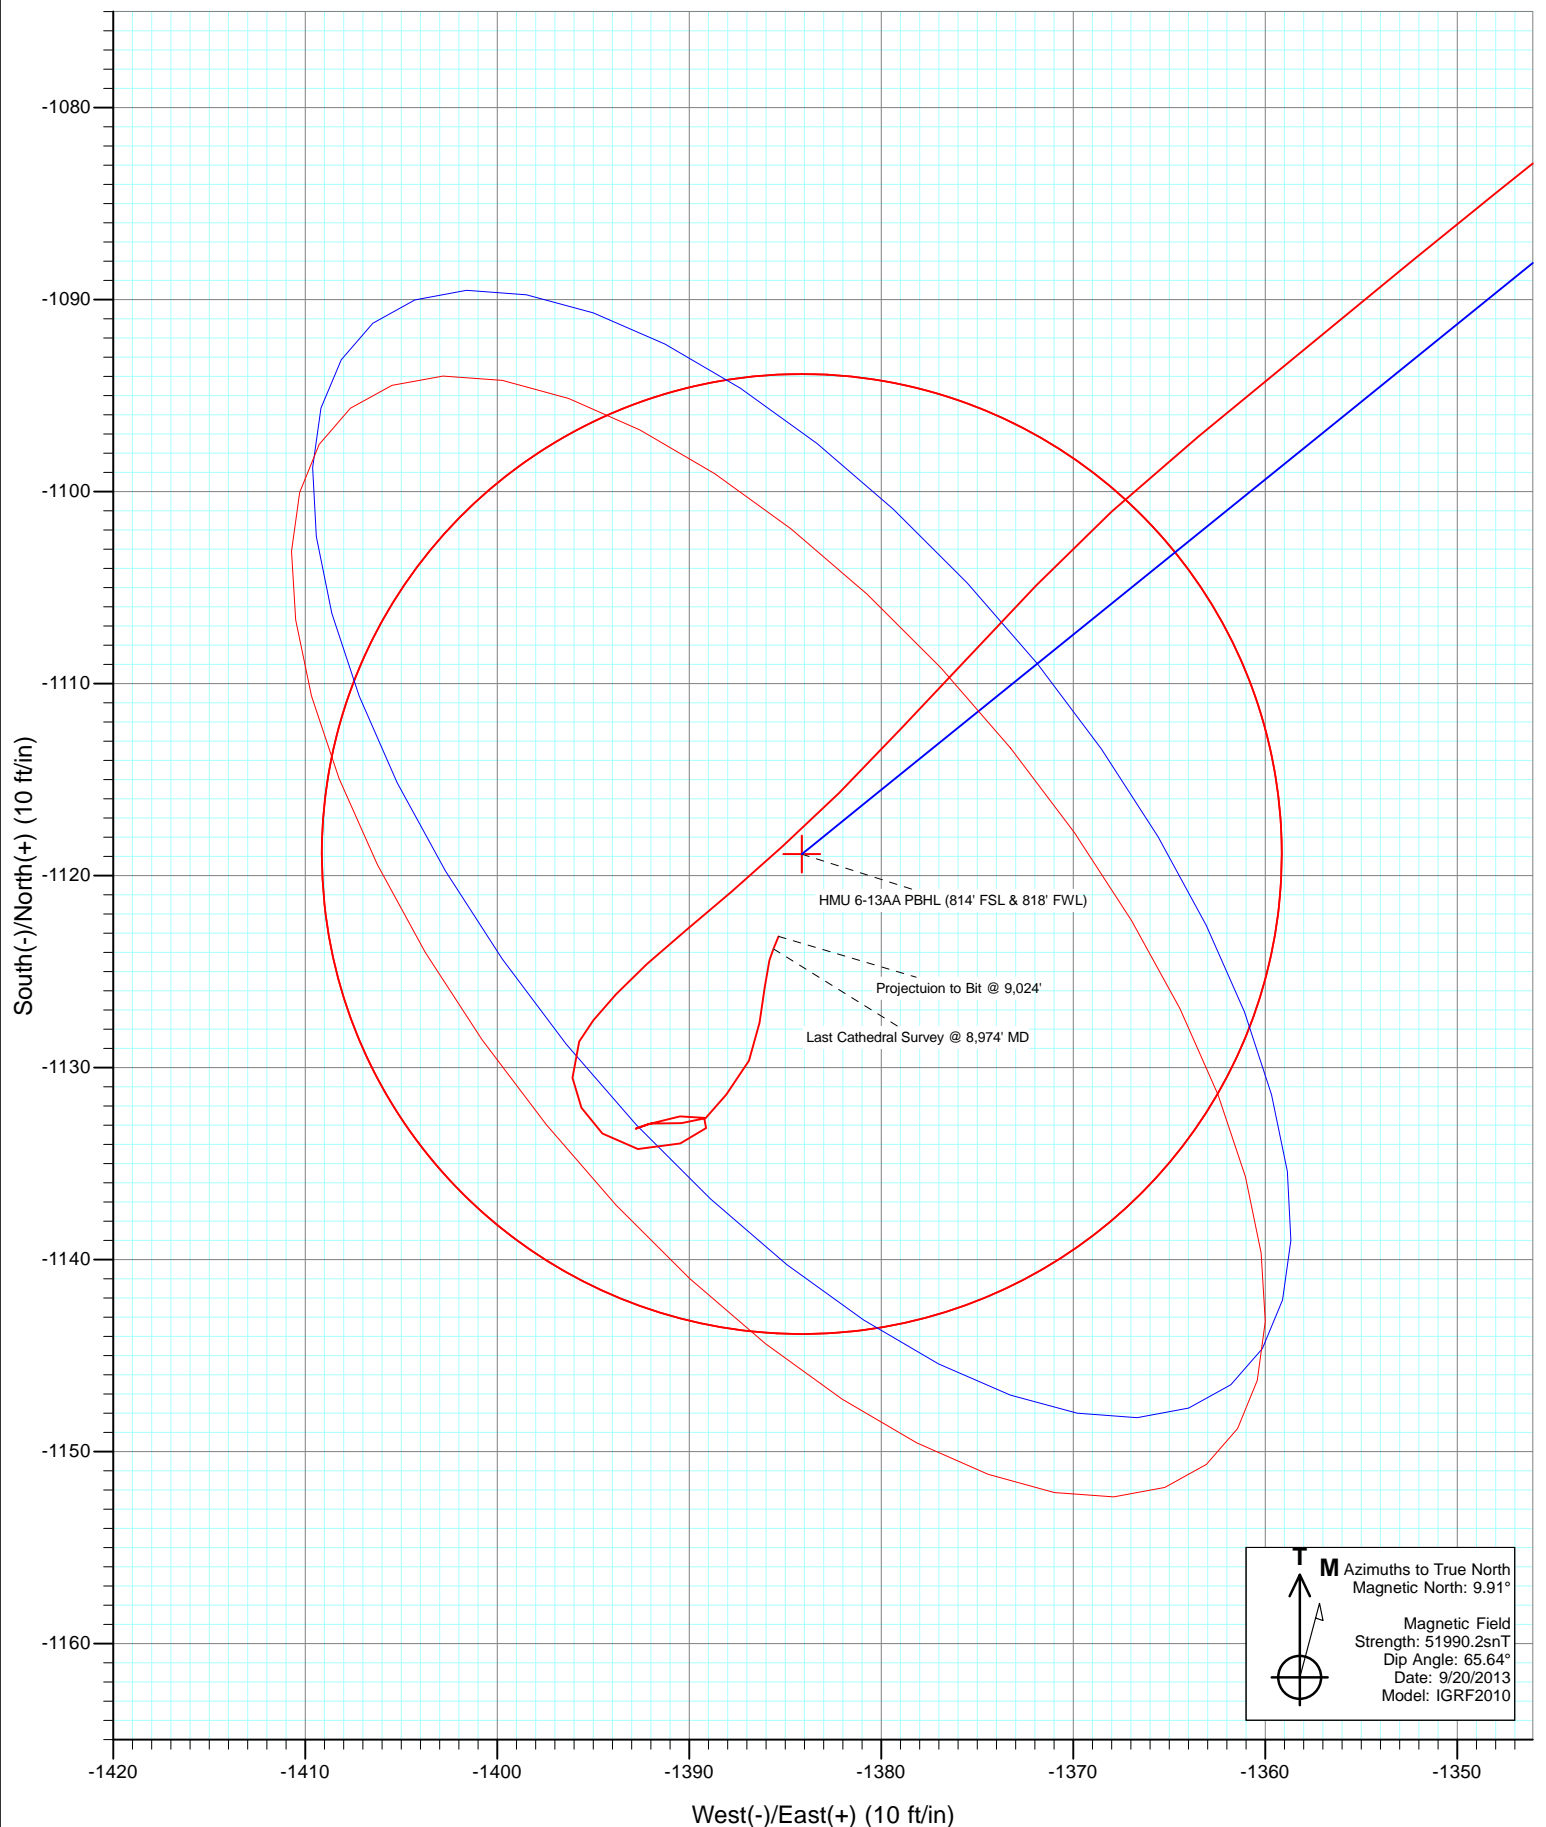 -1080
-1090
-1100
-1110
-1120
-1130
-1140
-1150
-1160
South(-)/North(+) (10 ft/in)
HMU 6-13AA PBHL (814' FSL & 818' FWL)
Projectuion to Bit @ 9,024'
Last Cathedral Survey @ 8,974' MD
T
M
Azimuths to True North
Magnetic North: 9.91°
Magnetic Field
Strength: 51990.2snT
Dip Angle: 65.64°
Date: 9/20/2013
Model: IGRF2010
-1420 -1410 -1400 -1390 -1380 -1370 -1360 -1350
West(-)/East(+) (10 ft/in)